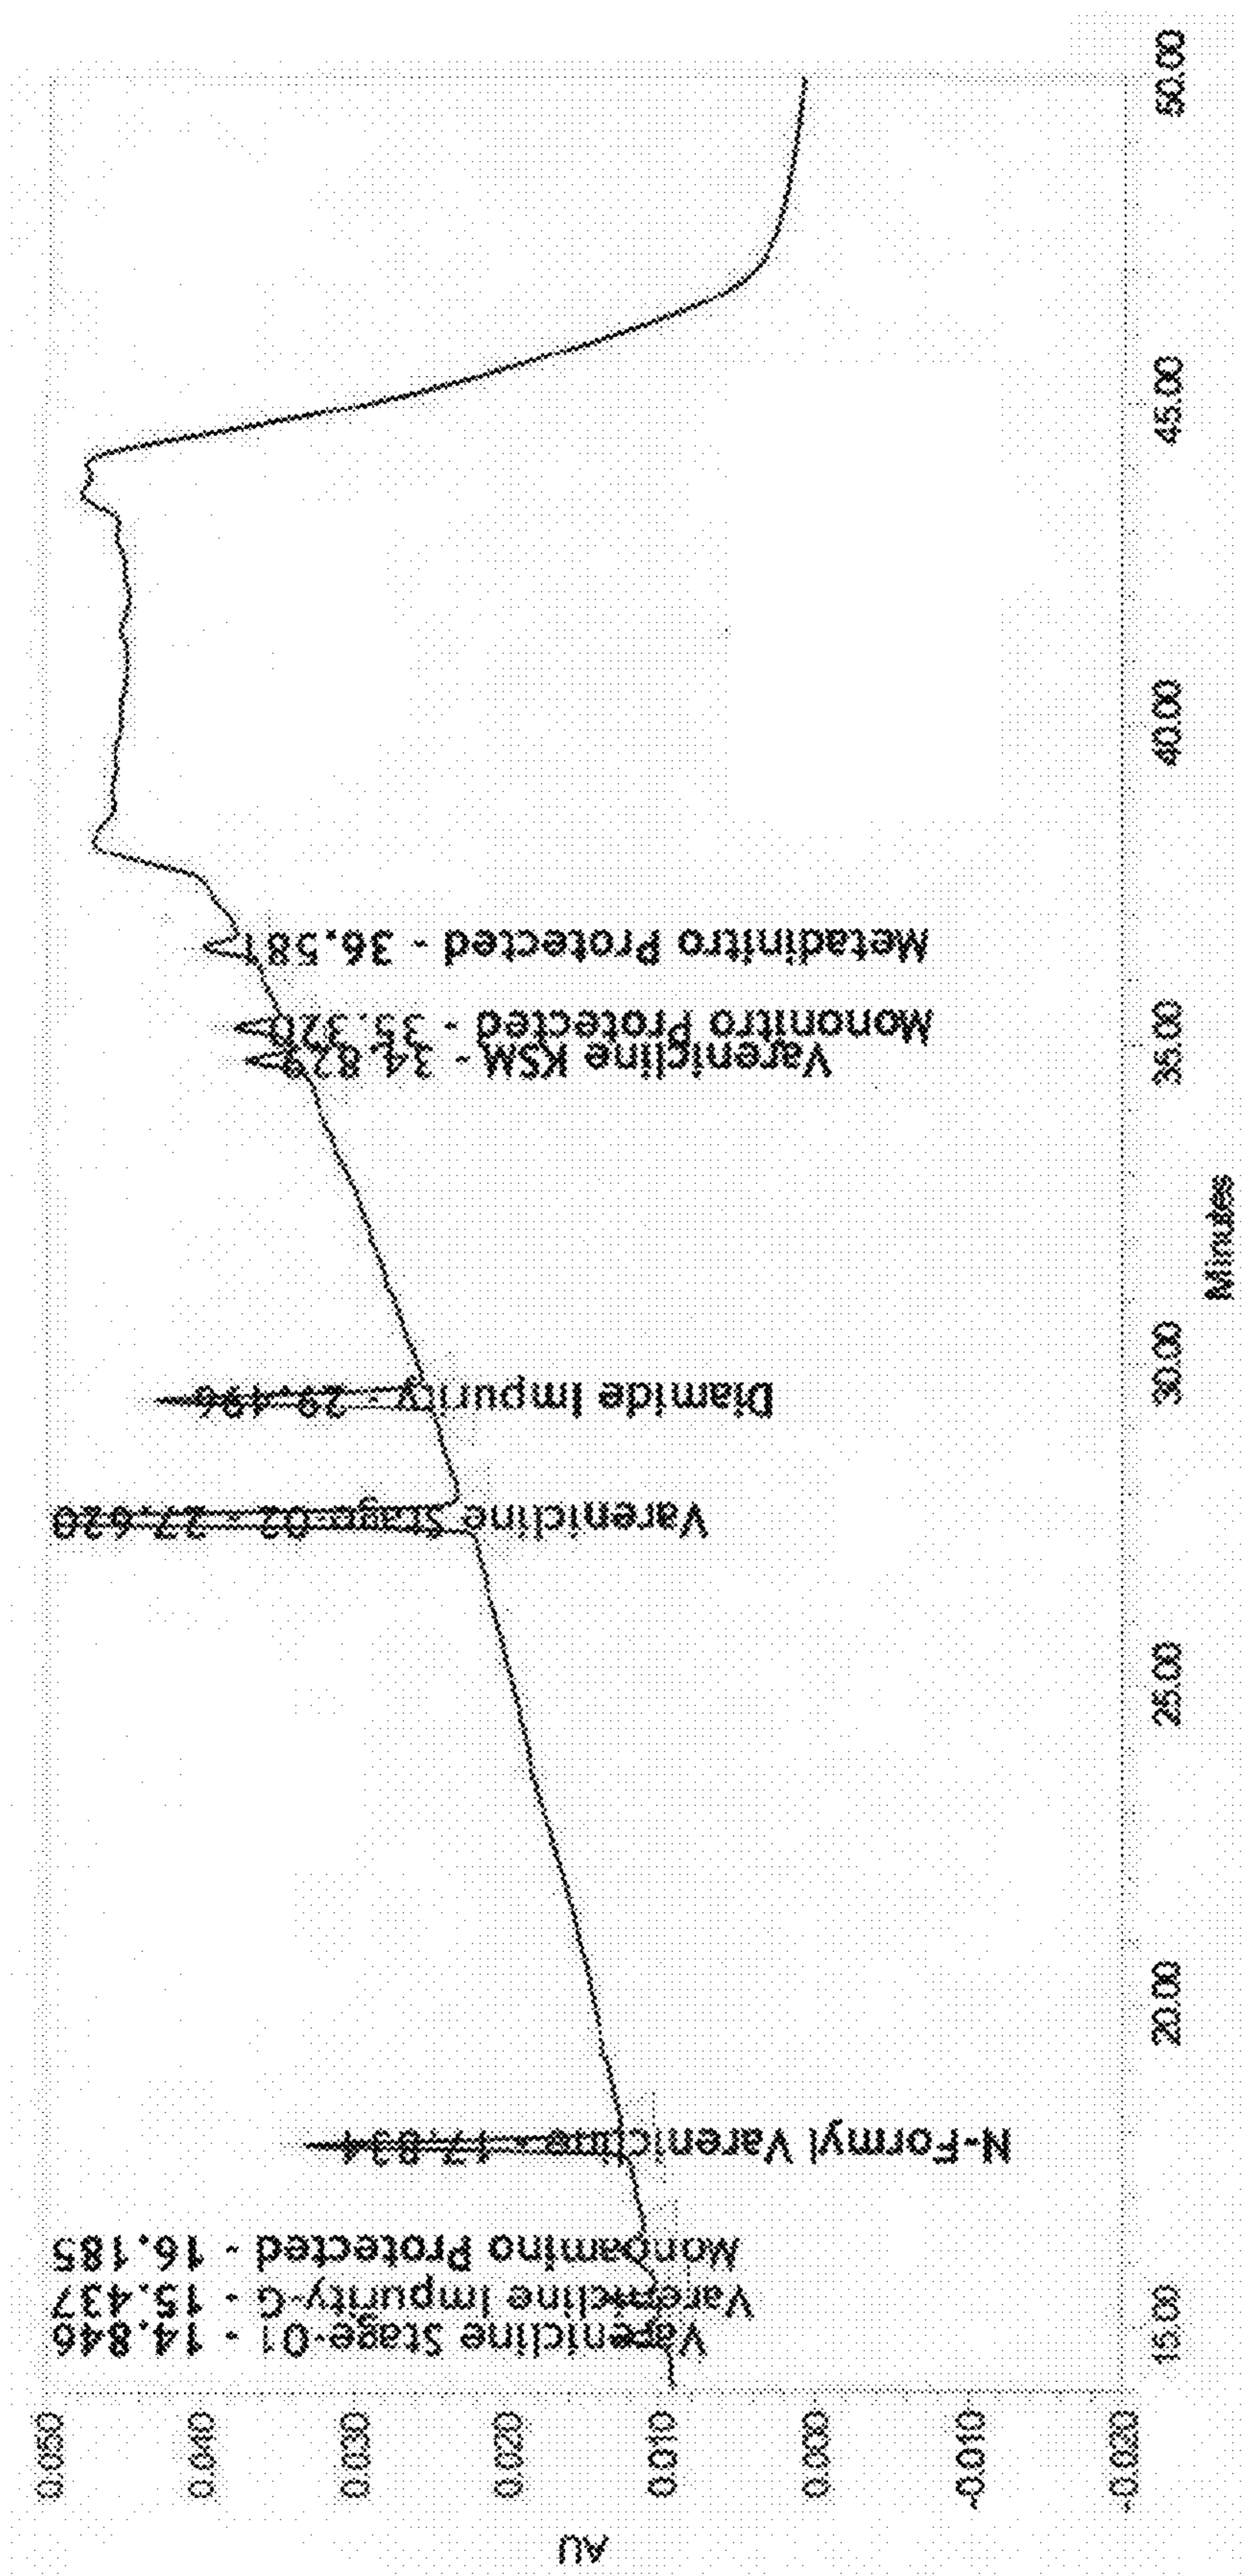 AU
0.050
0.040
0.030
0.020
0.010
0.000
-0.010
-0.020
Varenicline Stage-01 - 14.846
Varenicline Impurity-G - 15.437
Monoamino Protected - 16.185
N-Formyl Varenicline - 17.834
Varenicline Stage-02 - 27.620
Diamide Impurity - 29.496
Varenicline KSM - 34.829
Mononitro Protected - 35.320
Metadinitro Protected - 36.581
15.00
20.00
25.00
30.00
35.00
40.00
45.00
50.00
Minutes